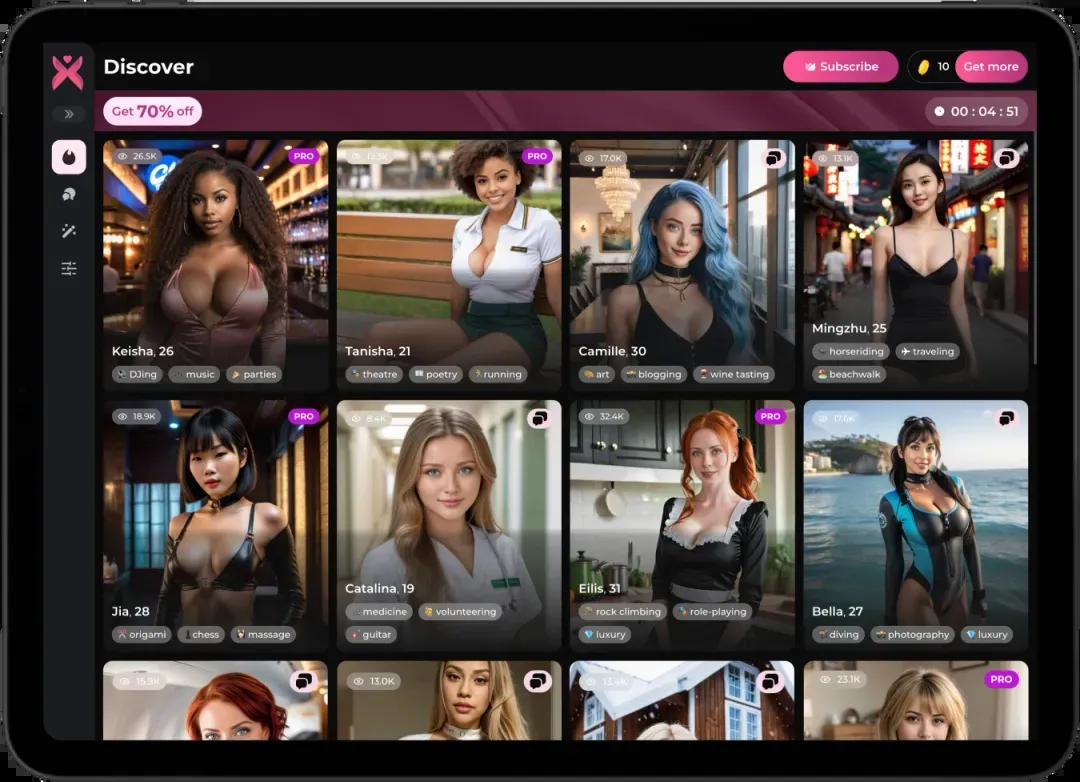 Discover
Subscribe
10
Get more
Get 70% off
00 : 04 : 51
26.5K
PRO
Keisha, 26
DJing
music
parties
PRO
Tanisha, 21
theatre
poetry
running
17.0K
Camille, 30
art
blogging
wine tasting
13.1K
Mingzhu, 25
horseriding
traveling
beachwalk
18.9K
PRO
Jia, 28
origami
chess
massage
8.4K
Catalina, 19
medicine
volunteering
guitar
32.4K
PRO
Eilis, 31
rock climbing
role-playing
luxury
17.6K
Bella, 27
diving
photography
luxury
15.9K
13.0K
13.4K
23.1K
PRO